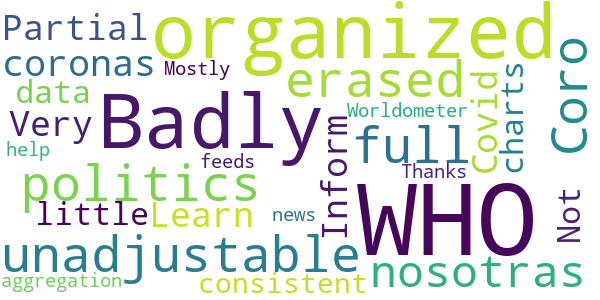 Partial
organized
coronas
Mostly
erased
Coro
data
Badly
Worldometer
Covid
charts
Very
help
feeds
full
Inform
Thanks
politics
WHO
Not
little
Learn
news
unadjustable
nosotras
aggregation
consistent